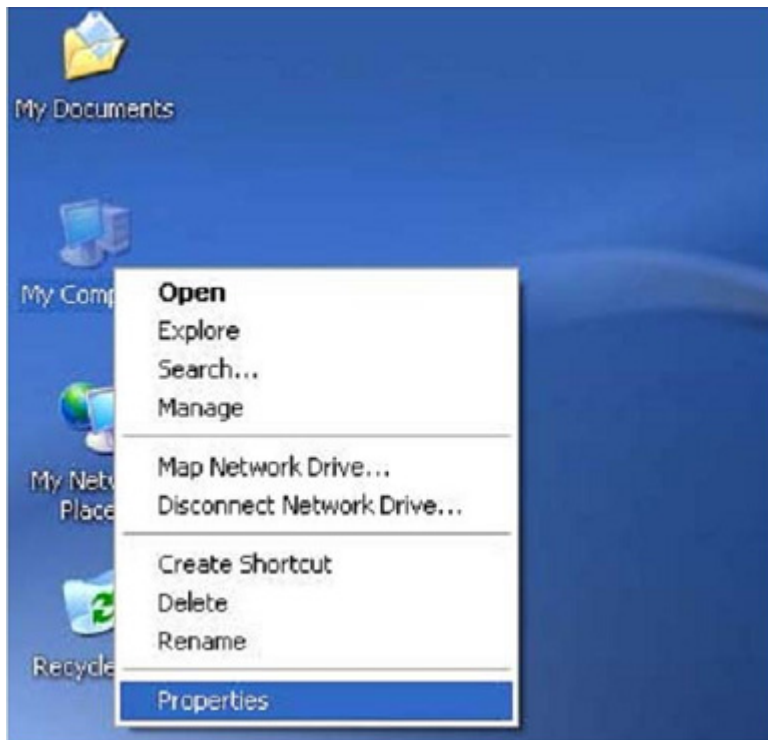 My Documents
My Comp
Open
Explore
Search...
Manage
My Net
Place
Map Network Drive...
Disconnect Network Drive...
Create Shortcut
Delete
Rename
Recycle
Properties